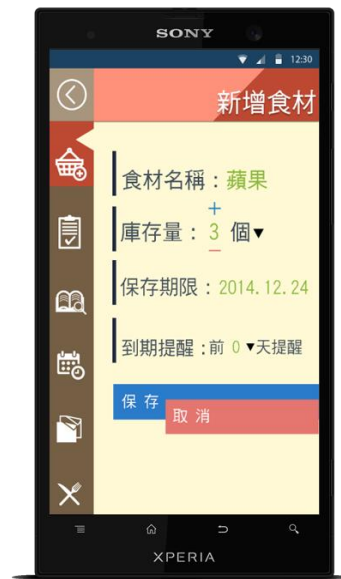 SONY
12:30
新增食材
食材名稱：蘋果
+
庫存量： 3 個▼
保存期限：2014.12.24
到期提醒：前 0 ▼天提醒
保 存
取 消
XPERIA